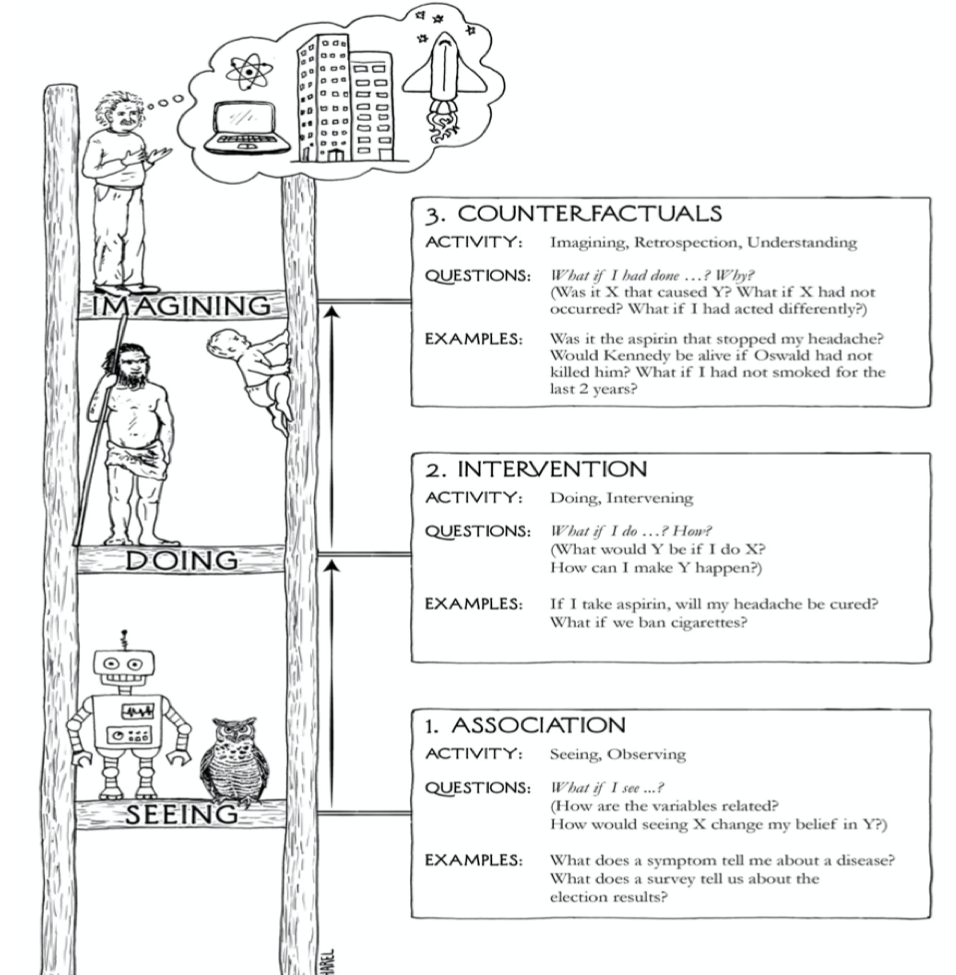 3. COUNTERFACTUALS
ACTIVITY: Imagining, Retrospection, Understanding
QUESTIONS: What if I had done …? Why?
(Was it X that caused Y? What if X had not
occurred? What if I had acted differently?)
EXAMPLES: Was it the aspirin that stopped my headache?
Would Kennedy be alive if Oswald had not
killed him? What if I had not smoked for the
last 2 years?
IMAGINING
2. INTERVENTION
ACTIVITY: Doing, Intervening
QUESTIONS: What if I do …? How?
(What would Y be if I do X?
How can I make Y happen?)
EXAMPLES: If I take aspirin, will my headache be cured?
What if we ban cigarettes?
DOING
1. ASSOCIATION
ACTIVITY: Seeing, Observing
QUESTIONS: What if I see ...?
(How are the variables related?
How would seeing X change my belief in Y?)
EXAMPLES: What does a symptom tell me about a disease?
What does a survey tell us about the
election results?
SEEING
HAREL